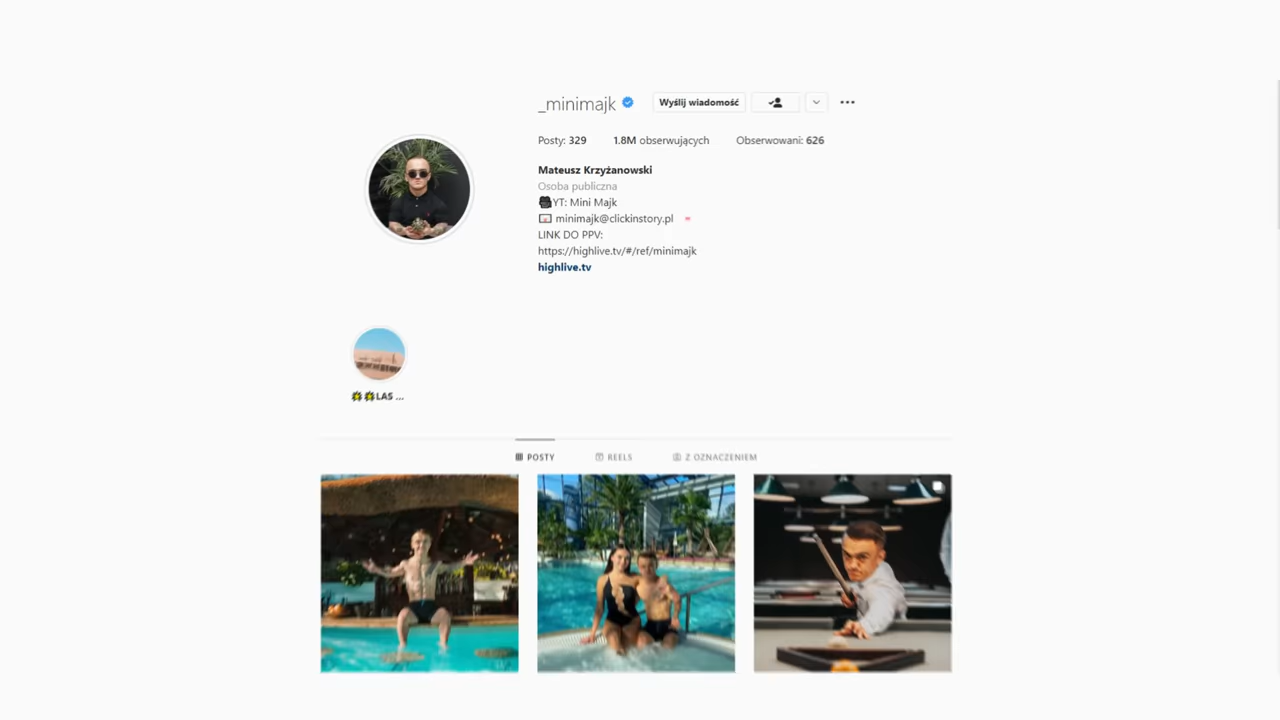 _minimajk
Wyślij wiadomość
Posty: 329
1.8M obserwujących
Obserwowani: 626
Mateusz Krzyżanowski
Osoba publiczna
YT: Mini Majk
minimajk@clickinstory.pl
LINK DO PPV:
https://highlive.tv/#/ref/minimajk
highlive.tv
LAS ...
POSTY
REELS
Z OZNACZENIEM